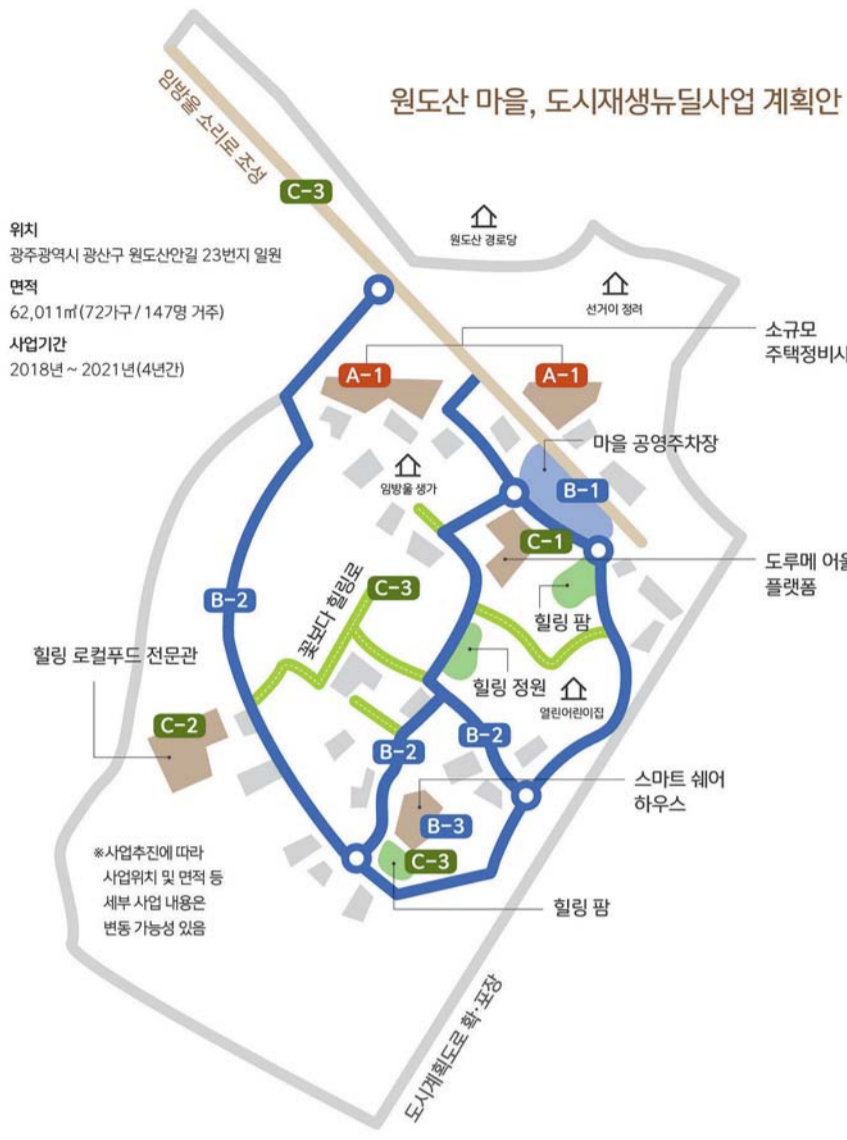 원도산 마을, 도시재생뉴딜사업 계획안
임방울 소리로 조성
C-3
위치
광주광역시 광산구 원도산안길 23번지 일원
면적
62,011㎡(72가구 / 147명 거주)
사업기간
2018년 ~ 2021년(4년간)
원도산 경로당
선거이 정려
소규모
주택정비사
A-1
A-1
마을 공영주차장
임방울 생가
B-1
C-1
도루메 어울
플랫폼
C-3
꽃보다 힐링로
B-2
힐링 팜
힐링 로컬푸드 전문관
힐링 정원
열린어린이집
C-2
B-2
B-2
스마트 쉐어
하우스
B-3
C-3
※사업추진에 따라
사업위치 및 면적 등
세부 사업 내용은
변동 가능성 있음
힐링 팜
도시계획도로 확·포장